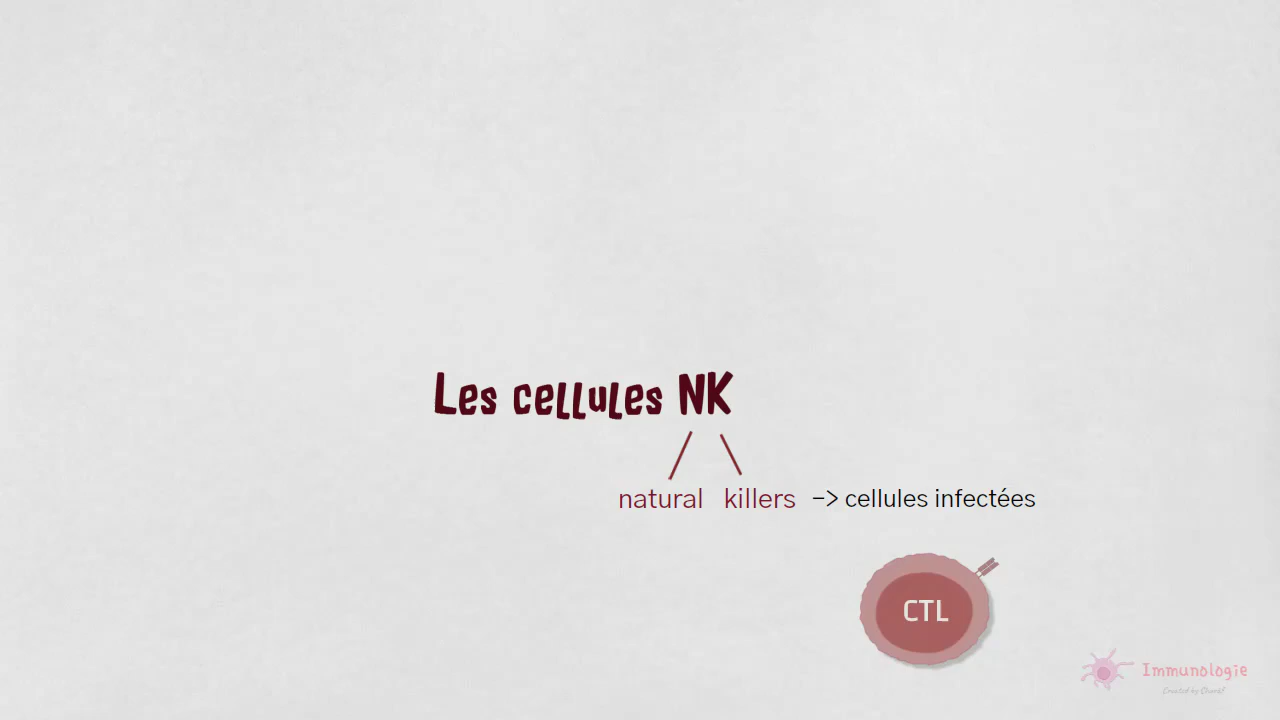 Les cellules NK
natural killers -> cellules infectées
CTL
Immunologie